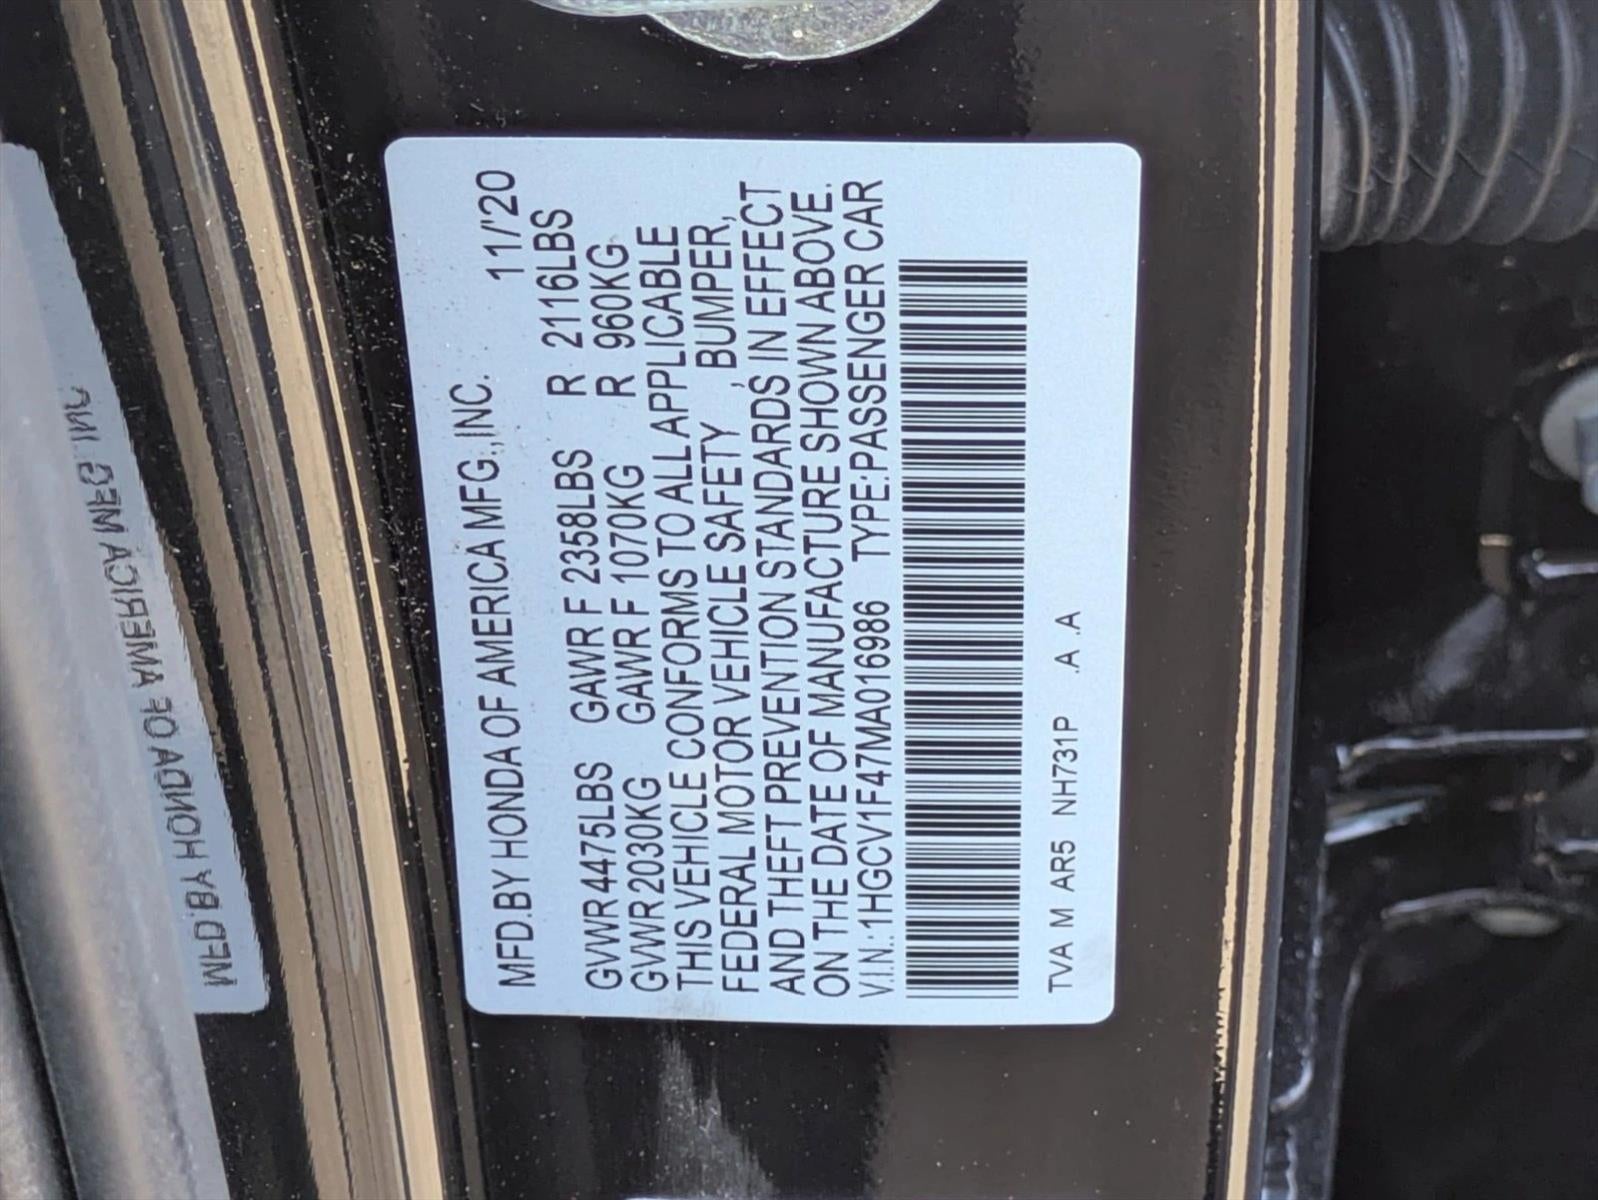 MFD.BY HONDA OF AMERICA MFG.,INC. 11/'20
GVWR 4475LBS GAWR F 2358LBS R 2116LBS
GVWR 2030KG GAWR F 1070KG R 960KG
THIS VEHICLE CONFORMS TO ALL APPLICABLE
FEDERAL MOTOR VEHICLE SAFETY , BUMPER,
AND THEFT PREVENTION STANDARDS IN EFFECT
ON THE DATE OF MANUFACTURE SHOWN ABOVE.
V.I.N.: 1HGCV1F47MA016986 TYPE:PASSENGER CAR
TVA M AR5 NH731P .A .A
MFD.BY HONDA OF AMERICA MFG.,INC.